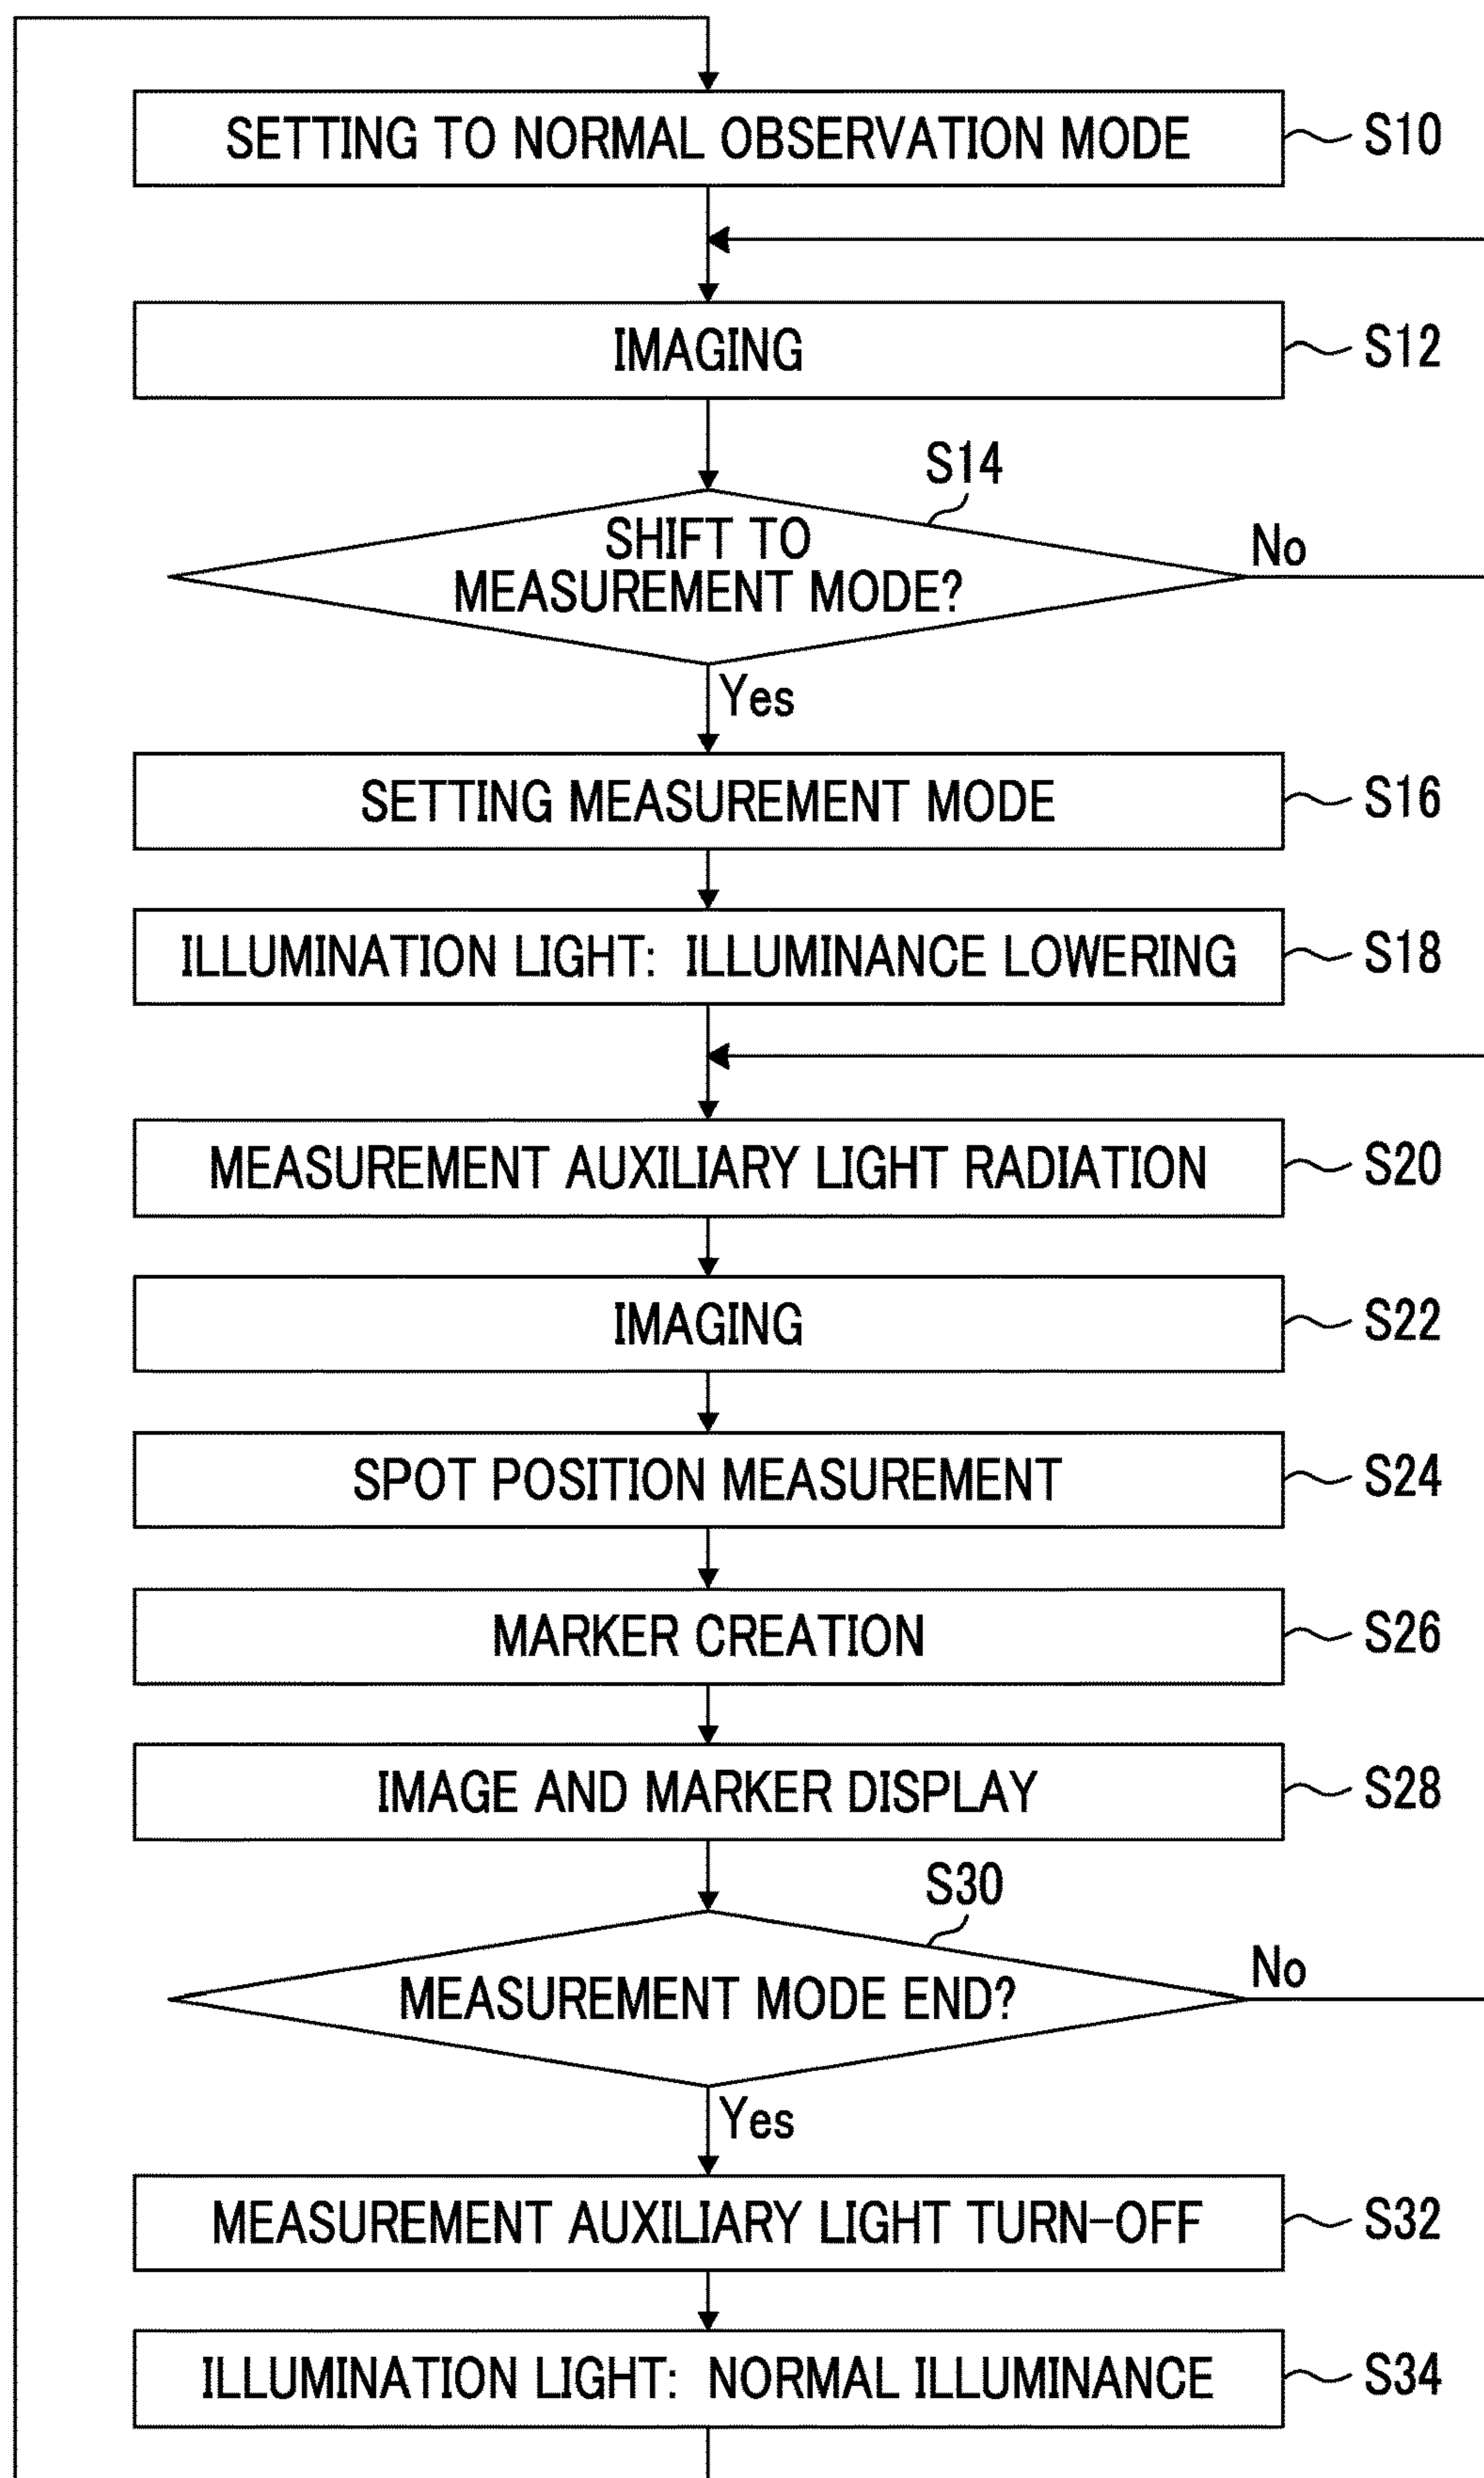 SETTING TO NORMAL OBSERVATION MODE S10
IMAGING S12
S14
SHIFT TO
MEASUREMENT MODE?
No
Yes
SETTING MEASUREMENT MODE S16
ILLUMINATION LIGHT: ILLUMINANCE LOWERING S18
MEASUREMENT AUXILIARY LIGHT RADIATION S20
IMAGING S22
SPOT POSITION MEASUREMENT S24
MARKER CREATION S26
IMAGE AND MARKER DISPLAY S28
S30
MEASUREMENT MODE END?
No
Yes
MEASUREMENT AUXILIARY LIGHT TURN-OFF S32
ILLUMINATION LIGHT: NORMAL ILLUMINANCE S34